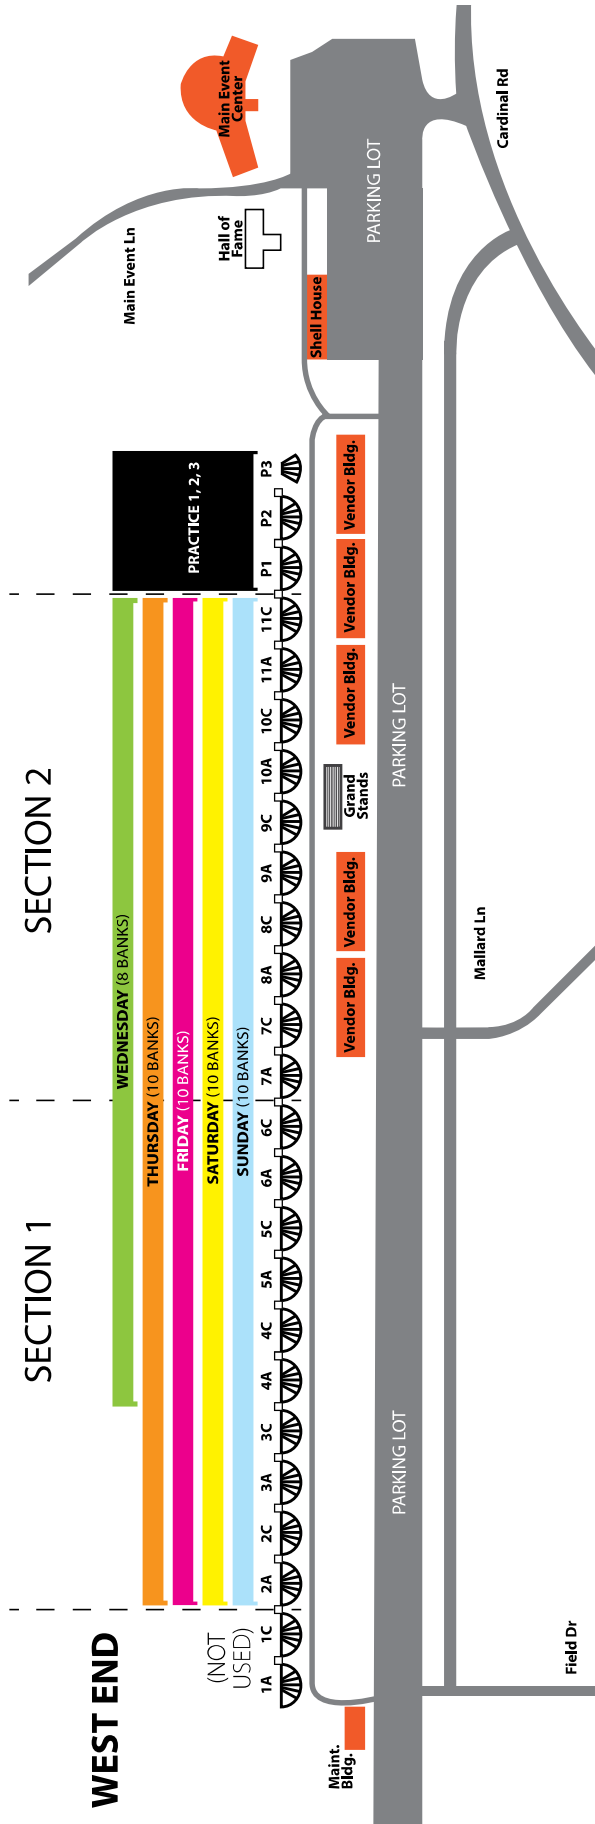 WEST END
SECTION 1
SECTION 2
(NOT
USED)
WEDNESDAY (8 BANKS)
THURSDAY (10 BANKS)
FRIDAY (10 BANKS)
SATURDAY (10 BANKS)
SUNDAY (10 BANKS)
PRACTICE 1, 2, 3
1A 1C 2A 2C 3A 3C 4A 4C 5A 5C 6A 6C 7A 7C 8A 8C 9A 9C 10A 10C 11A 11C P1 P2 P3
Main Event Ln
Hall of
Fame
Main Event
Center
Shell House
Maint.
Bldg.
Vendor Bldg.
Vendor Bldg.
Grand
Stands
Vendor Bldg.
Vendor Bldg.
Vendor Bldg.
PARKING LOT
PARKING LOT
PARKING LOT
Field Dr
Mallard Ln
Cardinal Rd